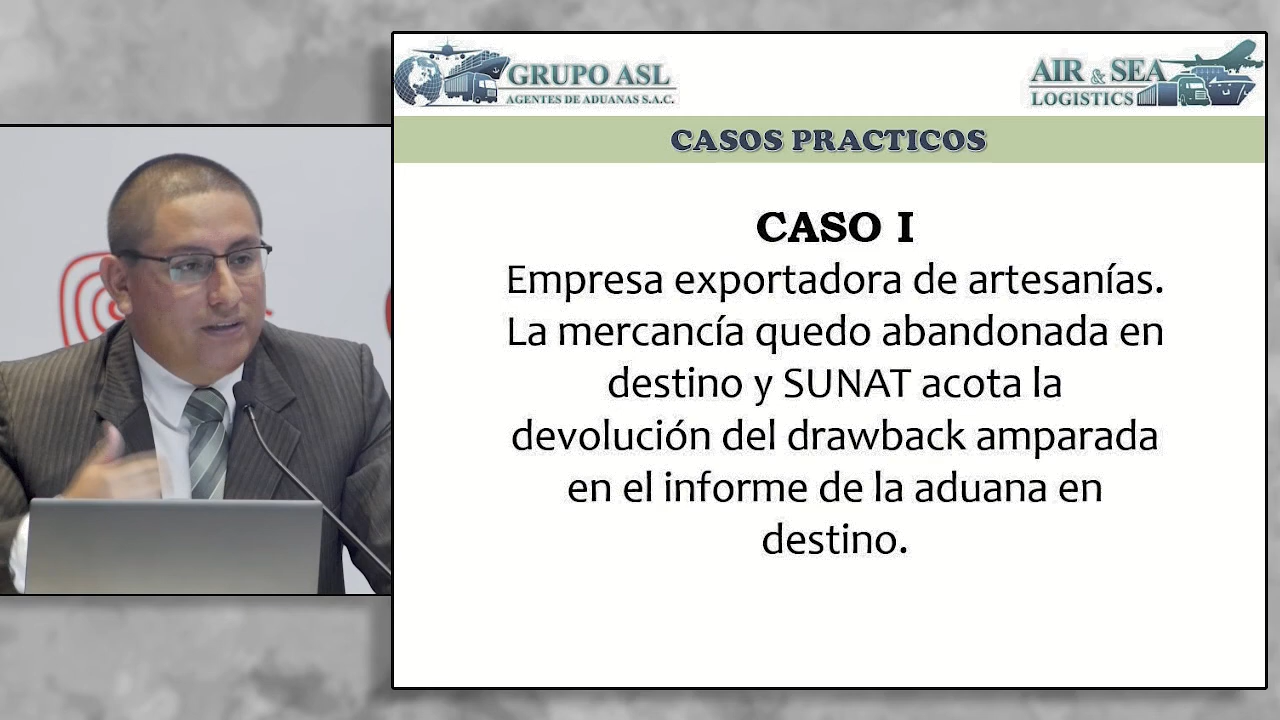 GRUPO ASL
AGENTES DE ADUANAS S.A.C.
AIR & SEA
LOGISTICS
CASOS PRACTICOS
CASO I
Empresa exportadora de artesanías.
La mercancía quedo abandonada en
destino y SUNAT acota la
devolución del drawback amparada
en el informe de la aduana en
destino.